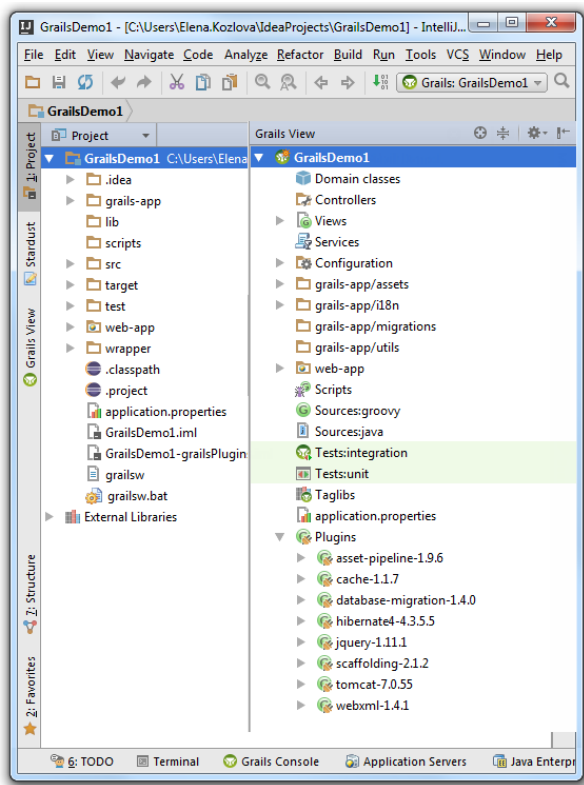 GrailsDemo1 - [C:\Users\Elena.Kozlova\IdeaProjects\GrailsDemo1] - IntelliJ...
File Edit View Navigate Code Analyze Refactor Build Run Tools VCS Window Help
Grails: GrailsDemo1
GrailsDemo1
1: Project
Stardust
Grails View
7: Structure
2: Favorites
Project
GrailsDemo1 C:\Users\Elena
.idea
grails-app
lib
scripts
src
target
test
web-app
wrapper
.classpath
.project
application.properties
GrailsDemo1.iml
GrailsDemo1-grailsPlugin
grailsw
grailsw.bat
External Libraries
Grails View
GrailsDemo1
Domain classes
Controllers
Views
Services
Configuration
grails-app/assets
grails-app/i18n
grails-app/migrations
grails-app/utils
web-app
Scripts
Sources:groovy
Sources:java
Tests:integration
Tests:unit
Taglibs
application.properties
Plugins
asset-pipeline-1.9.6
cache-1.1.7
database-migration-1.4.0
hibernate4-4.3.5.5
jquery-1.11.1
scaffolding-2.1.2
tomcat-7.0.55
webxml-1.4.1
6: TODO Terminal Grails Console Application Servers Java Enterpr